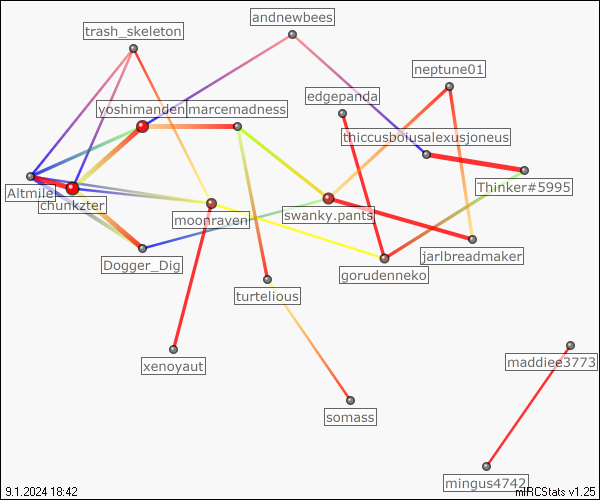 andnewbees
trash_skeleton
neptune01
edgepanda
yoshimanden
marcemadness
thiccusboiusalexusjoneus
Thinker#5995
Altmile
chunkzter
moonraven
swanky.pants
jarlbreadmaker
Dogger_Dig
gorudenneko
turtelious
xenoyaut
maddiee3773
somass
mingus4742
9.1.2024 18:42
mIRCStats v1.25